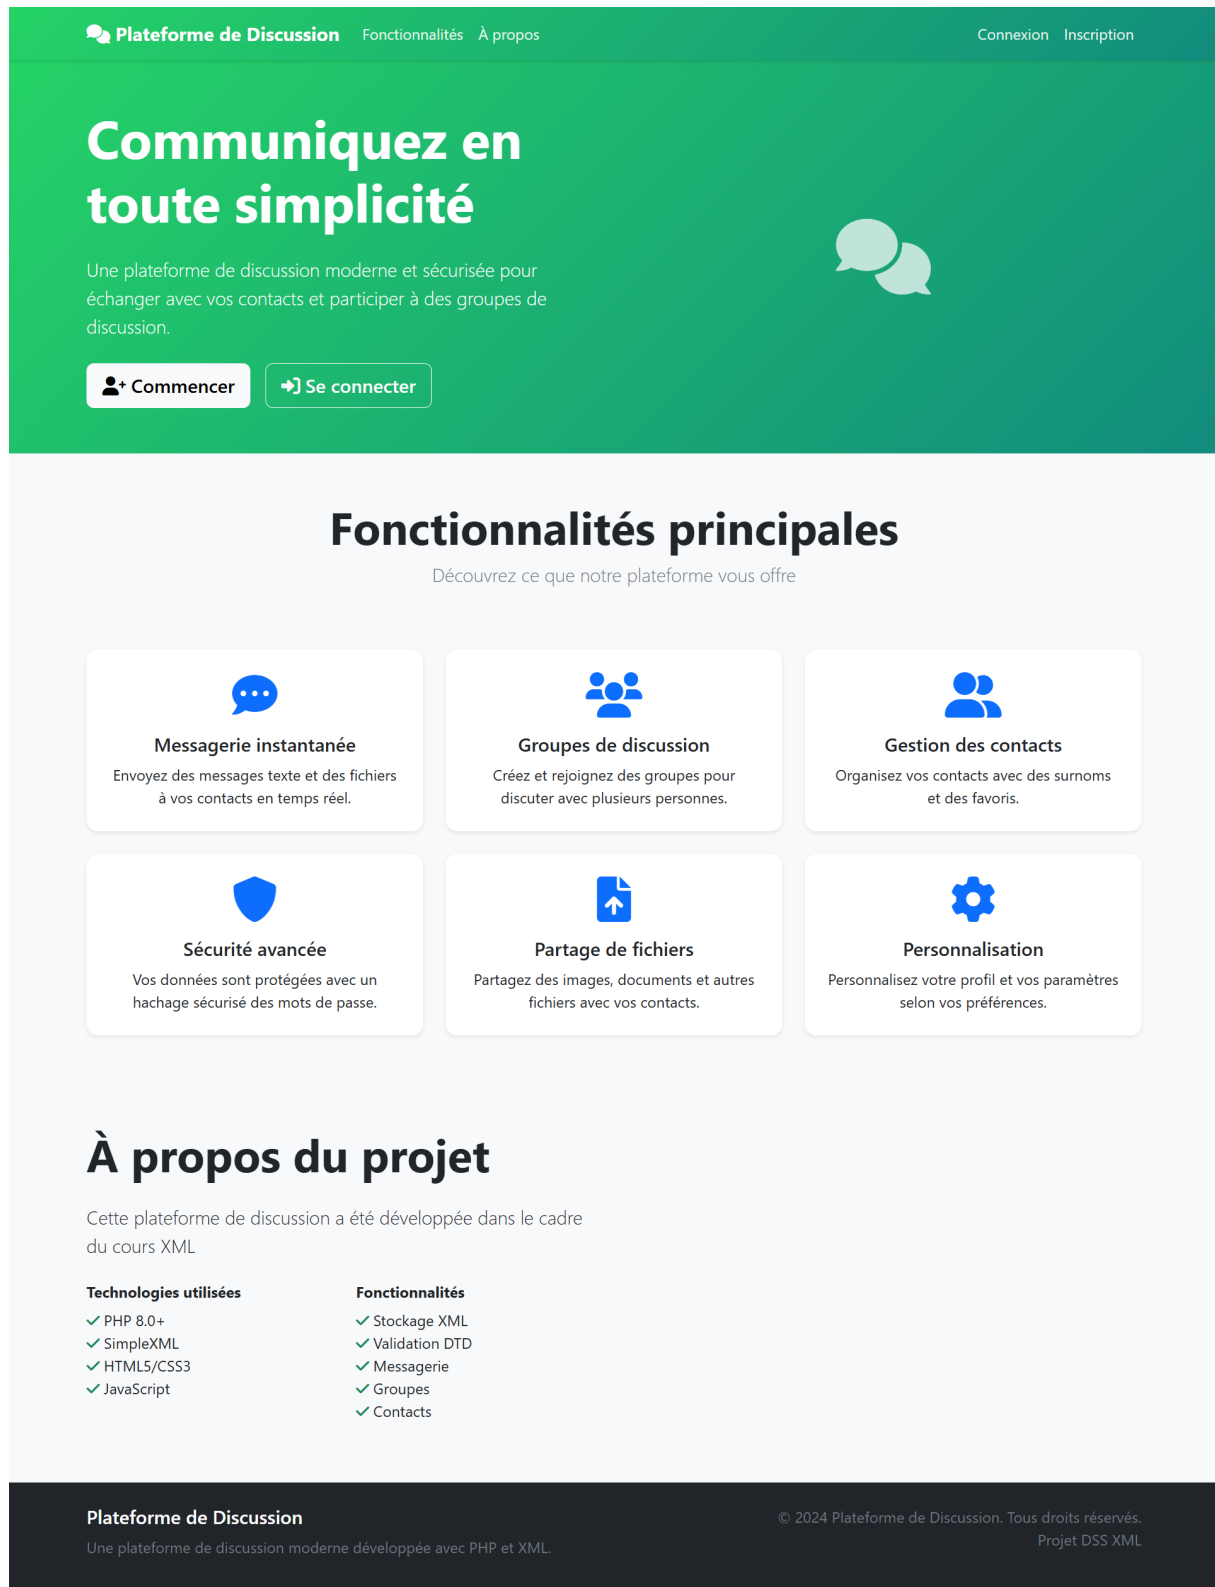 Plateforme de Discussion Fonctionnalités À propos Connexion Inscription
Communiquez en
toute simplicité
Une plateforme de discussion moderne et sécurisée pour
échanger avec vos contacts et participer à des groupes de
discussion.
Commencer Se connecter
Fonctionnalités principales
Découvrez ce que notre plateforme vous offre
Messagerie instantanée
Envoyez des messages texte et des fichiers
à vos contacts en temps réel.
Groupes de discussion
Créez et rejoignez des groupes pour
discuter avec plusieurs personnes.
Gestion des contacts
Organisez vos contacts avec des surnoms
et des favoris.
Sécurité avancée
Vos données sont protégées avec un
hachage sécurisé des mots de passe.
Partage de fichiers
Partagez des images, documents et autres
fichiers avec vos contacts.
Personnalisation
Personnalisez votre profil et vos paramètres
selon vos préférences.
À propos du projet
Cette plateforme de discussion a été développée dans le cadre
du cours XML
Technologies utilisées
PHP 8.0+
SimpleXML
HTML5/CSS3
JavaScript
Fonctionnalités
Stockage XML
Validation DTD
Messagerie
Groupes
Contacts
Plateforme de Discussion
Une plateforme de discussion moderne développée avec PHP et XML.
© 2024 Plateforme de Discussion. Tous droits réservés.
Projet DSS XML